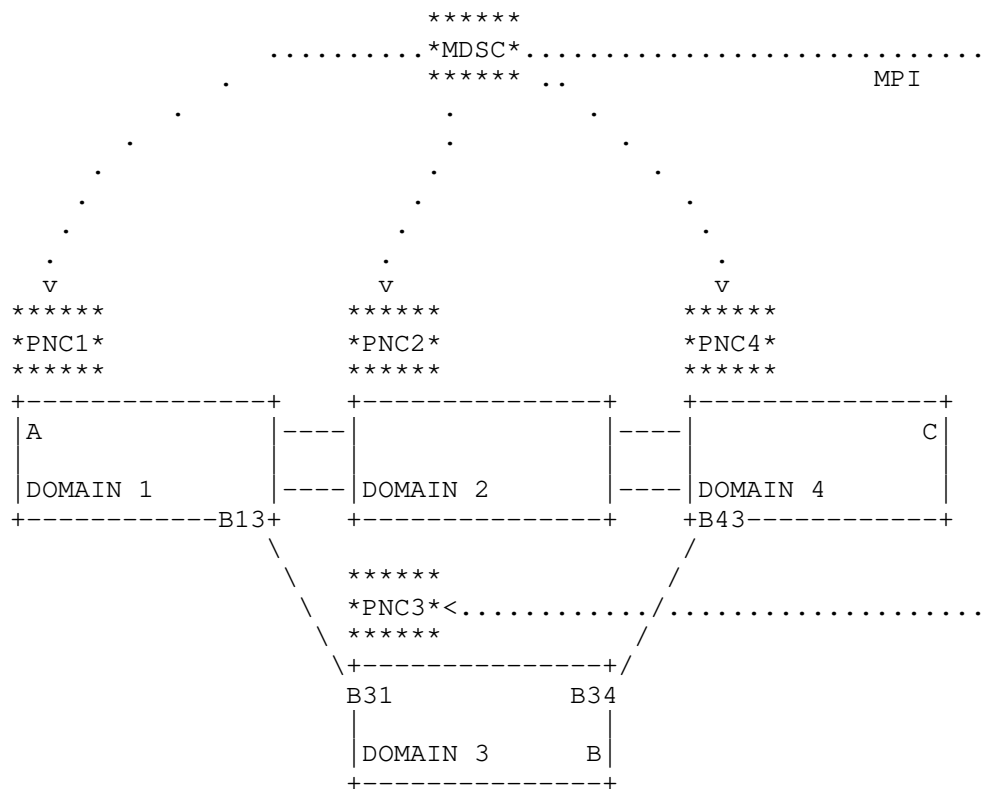 ******
..........*MDSC*..............................
. ****** .. MPI
. . .
. . .
. . .
. . .
. . .
. . .
v v v
****** ****** ******
*PNC1* *PNC2* *PNC4*
****** ****** ******
+---------------+ +---------------+ +---------------+
|A |----| |----| C|
| | | | | |
|DOMAIN 1 |----|DOMAIN 2 |----|DOMAIN 4 |
+------------B13+ +---------------+ +B43------------+
\ /
\ ****** /
\ *PNC3*<............/.....................
\ ****** /
\+---------------+/
B31 B34
| |
|DOMAIN 3 B|
+---------------+